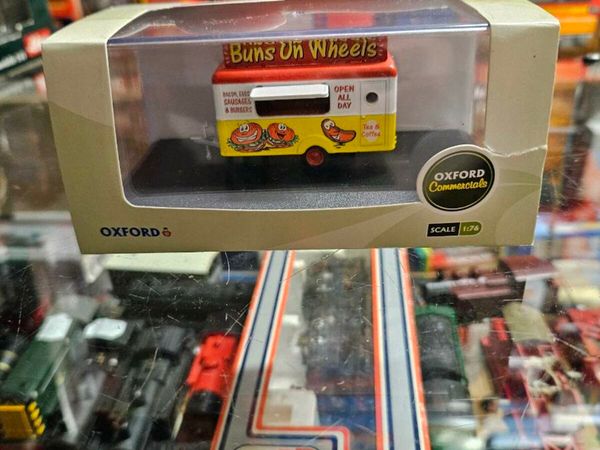 Buns On Wheels
BACON, EGGS
SAUSAGES
& BURGERS
OPEN
ALL
DAY
Tea &
Coffee
OXFORD
Commercials
OXFORD
SCALE 1:76